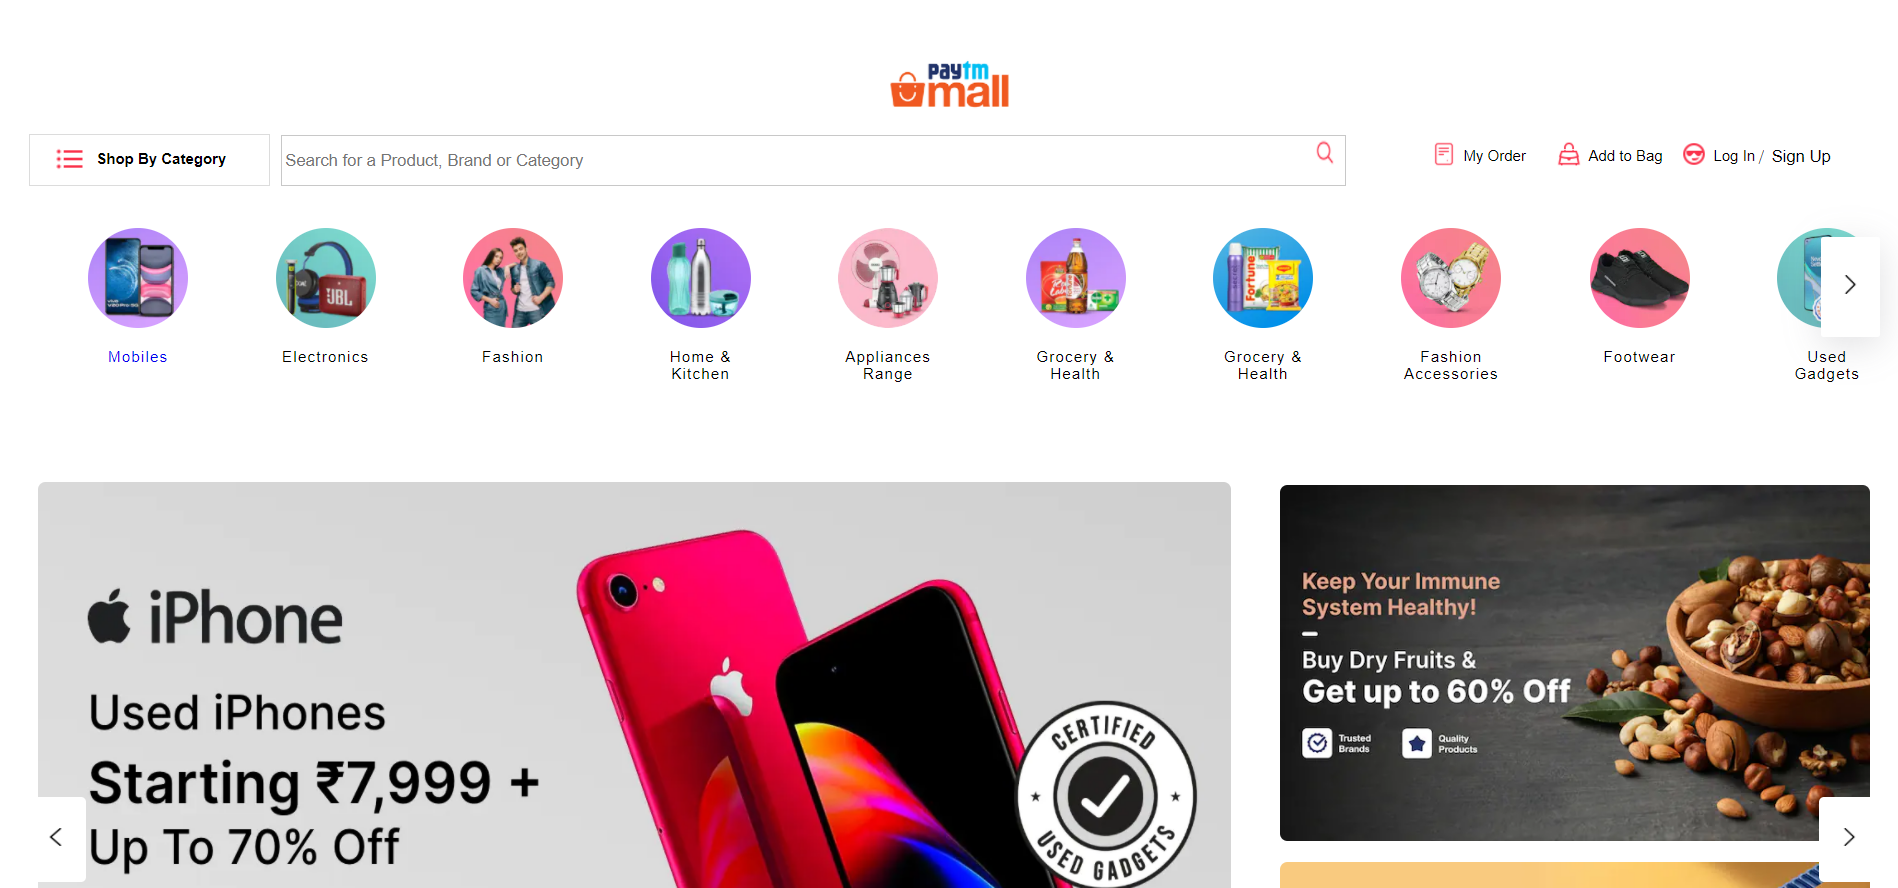 paytm
mall
Shop By Category
Search for a Product, Brand or Category
My Order
Add to Bag
Log In / Sign Up
JBL
Fortune
Mobiles
Electronics
Fashion
Home &
Kitchen
Appliances
Range
Grocery &
Health
Grocery &
Health
Fashion
Accessories
Footwear
Used
Gadgets
iPhone
Used iPhones
Starting ₹7,999 +
Up To 70% Off
CERTIFIED
USED GADGETS
Keep Your Immune
System Healthy!
Buy Dry Fruits &
Get up to 60% Off
Trusted
Brands
Quality
Products